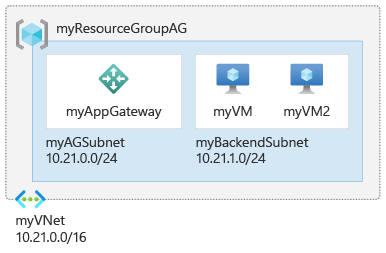 myResourceGroupAG
myAppGateway
myVM
myVM2
myAGSubnet
10.21.0.0/24
myBackendSubnet
10.21.1.0/24
myVNet
10.21.0.0/16